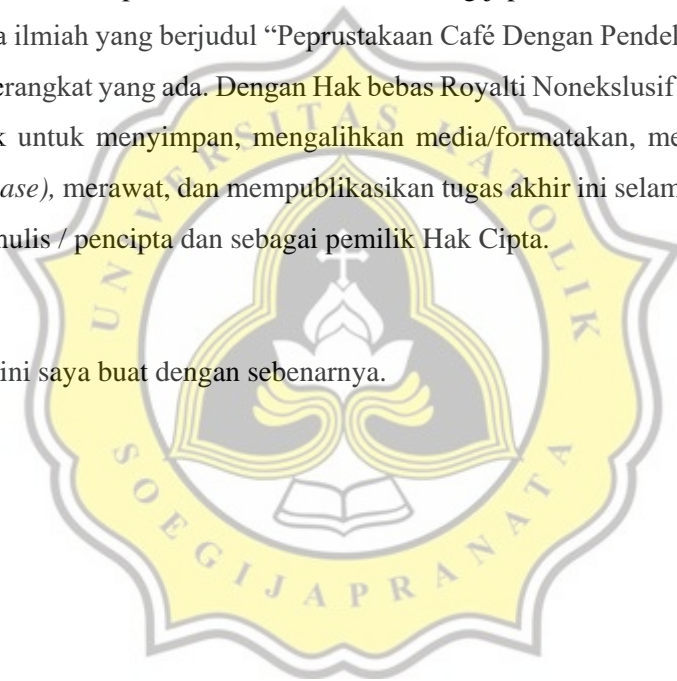 a ilmiah yang berjudul “Peprustakaan Café Dengan Pendek
erangkat yang ada. Dengan Hak bebas Royalti Nonekslusif
k untuk menyimpan, mengalihkan media/formatakan, me
ase), merawat, dan mempublikasikan tugas akhir ini selam
nulis / pencipta dan sebagai pemilik Hak Cipta.
ini saya buat dengan sebenarnya.
UNIVERSITAS KATOLIK
SOEGIJAPRANATA